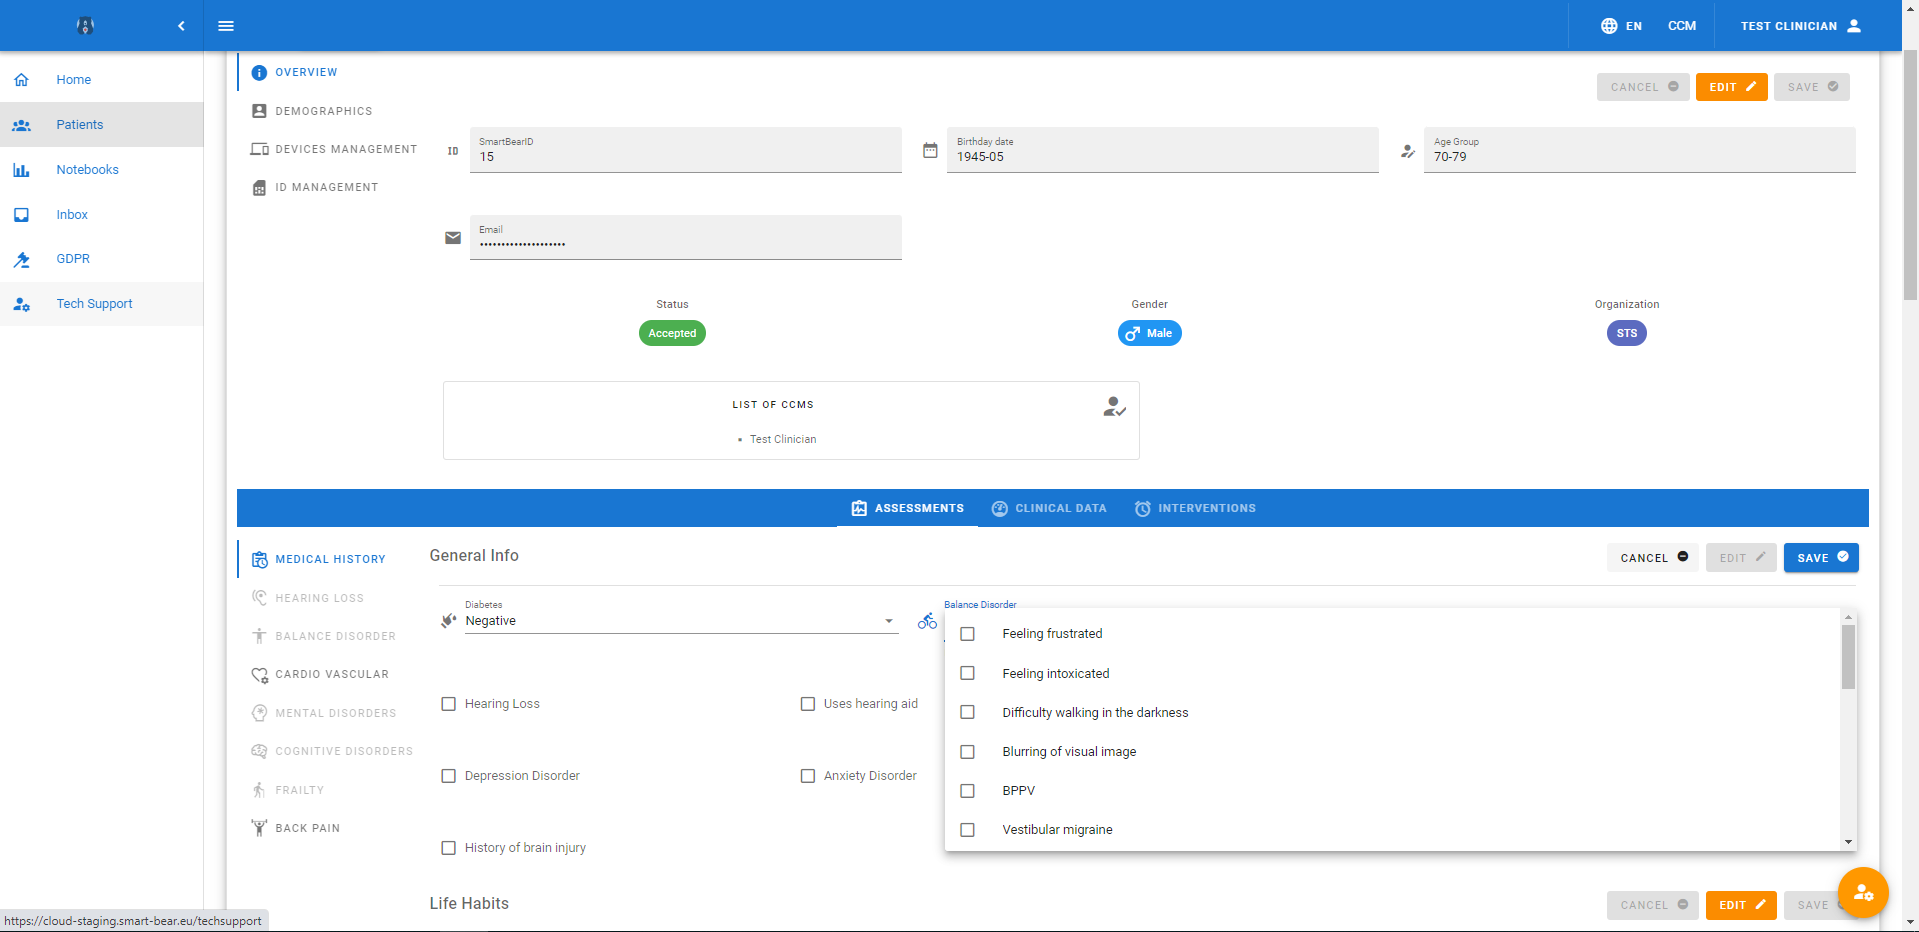 EN
CCM
TEST CLINICIAN
Home
Patients
Notebooks
Inbox
GDPR
Tech Support
OVERVIEW
DEMOGRAPHICS
DEVICES MANAGEMENT
ID MANAGEMENT
CANCEL
EDIT
SAVE
ID
SmartBearID
15
Birthday date
1945-05
Age Group
70-79
Email
••••••••••••••••••••
Status
Accepted
Gender
Male
Organization
STS
LIST OF CCMS
• Test Clinician
ASSESSMENTS
CLINICAL DATA
INTERVENTIONS
MEDICAL HISTORY
HEARING LOSS
BALANCE DISORDER
CARDIO VASCULAR
MENTAL DISORDERS
COGNITIVE DISORDERS
FRAILTY
BACK PAIN
General Info
CANCEL
EDIT
SAVE
Diabetes
Negative
Balance Disorder
Feeling frustrated
Feeling intoxicated
Difficulty walking in the darkness
Blurring of visual image
BPPV
Vestibular migraine
Hearing Loss
Uses hearing aid
Depression Disorder
Anxiety Disorder
History of brain injury
Life Habits
CANCEL
EDIT
SAVE
https://cloud-staging.smart-bear.eu/techsupport